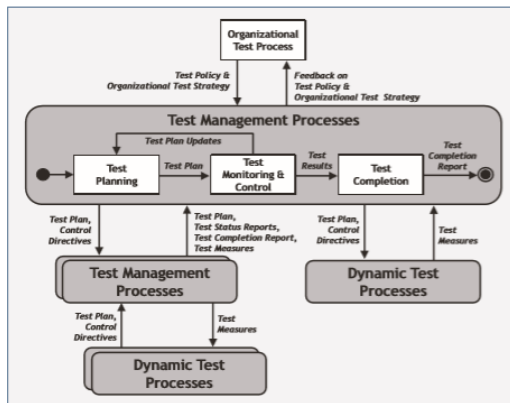 Organizational
Test Process
Test Policy &
Organizational Test Strategy
Feedback on
Test Policy &
Organizational Test Strategy
Test Management Processes
Test Plan Updates
Test
Planning
Test Plan
Test
Monitoring &
& Control
Test
Results
Test
Completion
Test
Completion
Report
Test Plan,
Control
Directives
Test Plan,
Test Status Reports,
Test Completion Report,
Test Measures
Test Plan,
Control
Directives
Test
Measures
Test Management
Processes
Dynamic Test
Processes
Test Plan,
Control
Directives
Test
Measures
Dynamic Test
Processes